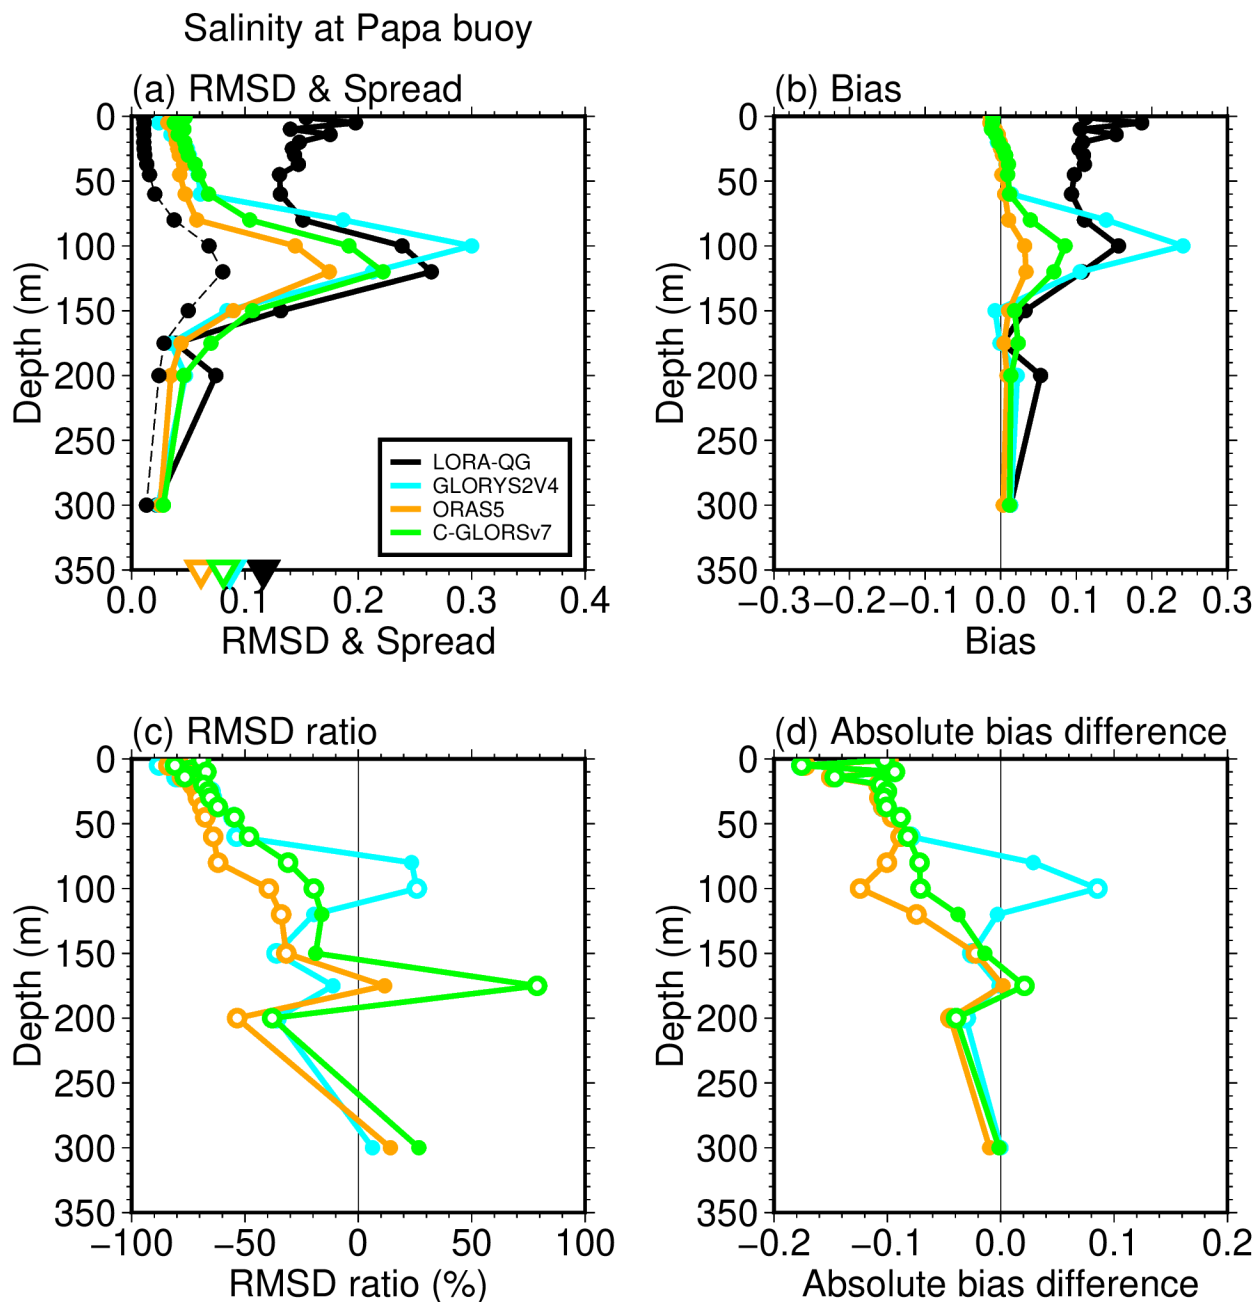 Salinity at Papa buoy
(a) RMSD & Spread
0
50
100
150
200
250
300
350
Depth (m)
0.0 0.1 0.2 0.3 0.4
RMSD & Spread
LORA-QG
GLORYS2V4
ORAS5
C-GLORSv7
(b) Bias
0
50
100
150
200
250
300
350
Depth (m)
−0.3 −0.2 −0.1 0.0 0.1 0.2 0.3
Bias
(c) RMSD ratio
0
50
100
150
200
250
300
350
Depth (m)
−100 −50 0 50 100
RMSD ratio (%)
(d) Absolute bias difference
0
50
100
150
200
250
300
350
Depth (m)
−0.2 −0.1 0.0 0.1 0.2
Absolute bias difference